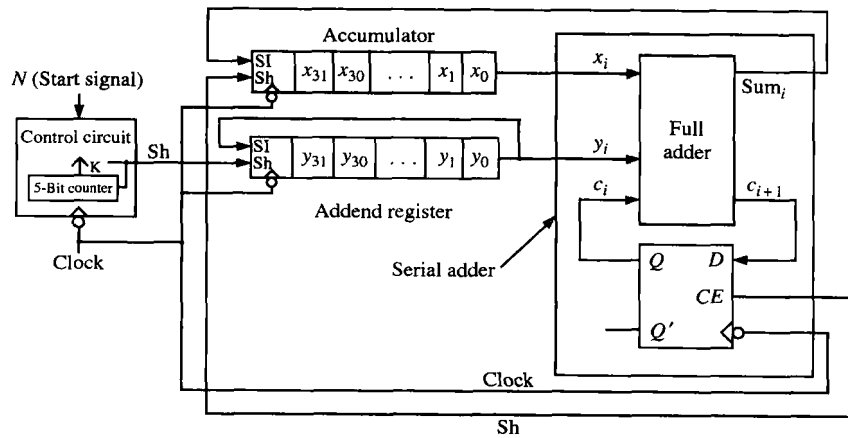 Accumulator
N (Start signal)
SI
Sh
x31 x30 . . . x1 x0
xi
Sumi
Control circuit
K
5-Bit counter
Sh
SI
Sh
y31 y30 . . . y1 y0
yi
Full
adder
ci
ci+1
Addend register
Clock
Serial adder
Q D
CE
Q'
Clock
Sh